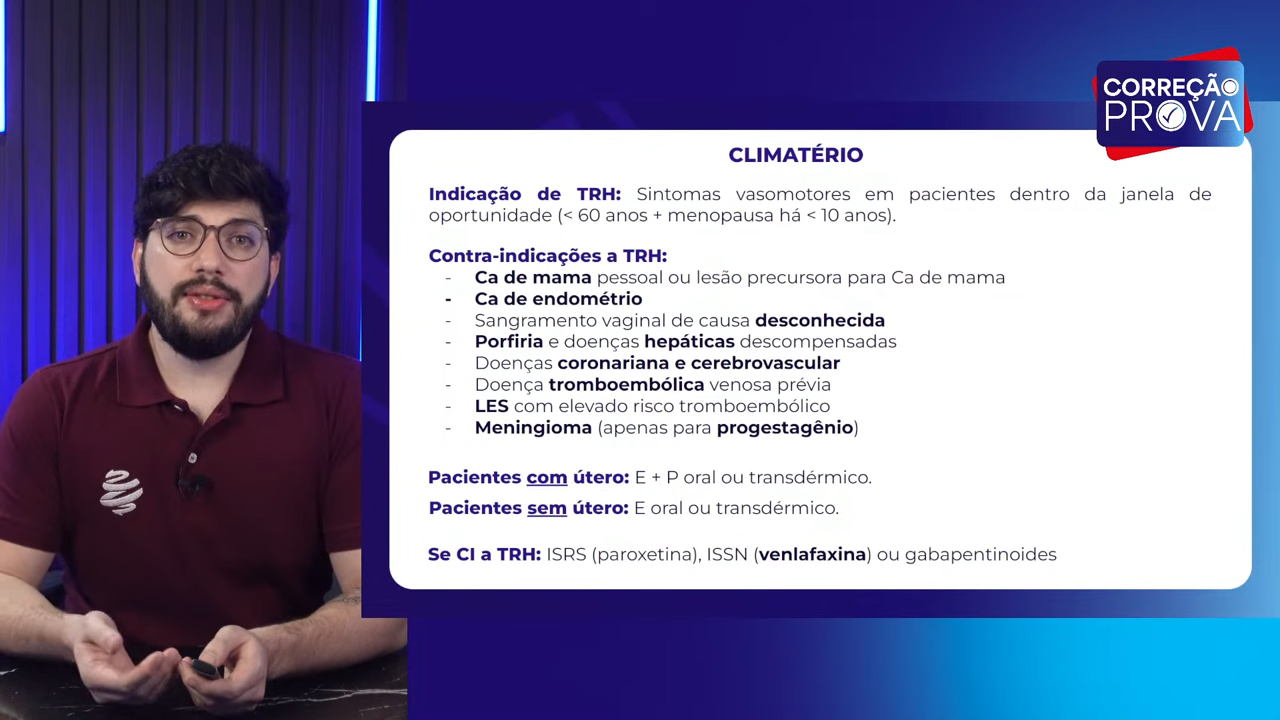 CORREÇÃO
PROVA
CLIMATÉRIO
Indicação de TRH: Sintomas vasomotores em pacientes dentro da janela de
oportunidade (< 60 anos + menopausa há < 10 anos).
Contra-indicações a TRH:
- Ca de mama pessoal ou lesão precursora para Ca de mama
- Ca de endométrio
- Sangramento vaginal de causa desconhecida
- Porfiria e doenças hepáticas descompensadas
- Doenças coronariana e cerebrovascular
- Doença tromboembólica venosa prévia
- LES com elevado risco tromboembólico
- Meningioma (apenas para progestagênio)
Pacientes com útero: E + P oral ou transdérmico.
Pacientes sem útero: E oral ou transdérmico.
Se CI a TRH: ISRS (paroxetina), ISSN (venlafaxina) ou gabapentinoides